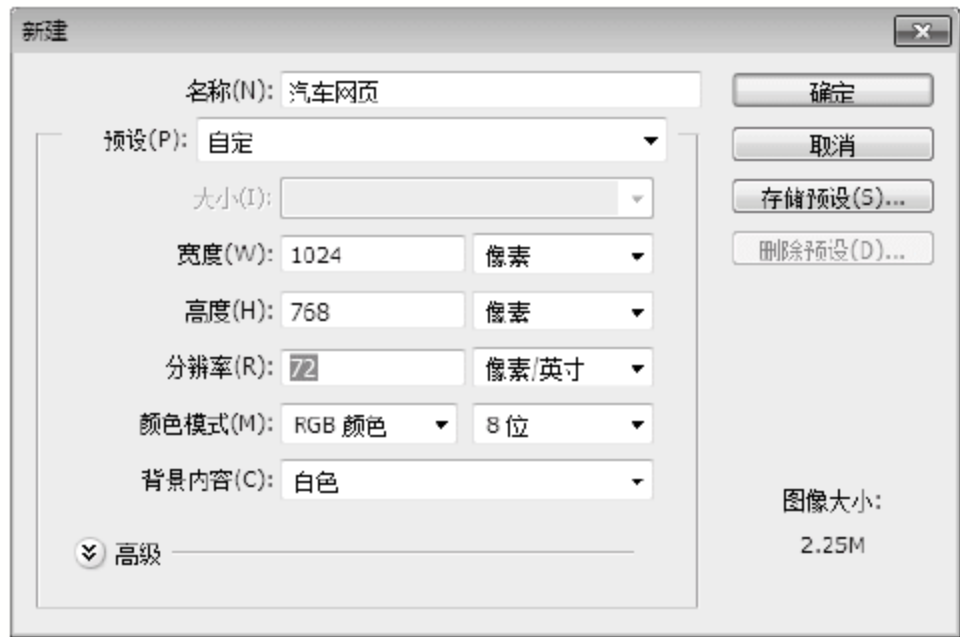 新建
名称(N): 汽车网页
确定
预设(P): 自定
取消
大小(I):
存储预设(S)...
宽度(W): 1024 像素
删除预设(D)...
高度(H): 768 像素
分辨率(R): 72 像素/英寸
颜色模式(M): RGB 颜色 8 位
背景内容(C): 白色
图像大小:
2.25M
高级